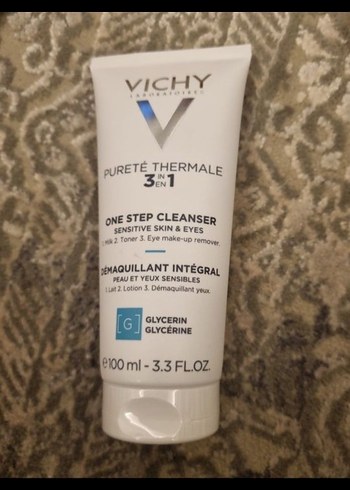 VICHY
LABORATOIRES
PURETÉ THERMALE
3 IN EN 1
ONE STEP CLEANSER
SENSITIVE SKIN & EYES
1. Milk 2. Toner 3. Eye make-up remover.
DÉMAQUILLANT INTÉGRAL
PEAU ET YEUX SENSIBLES
1. Lait 2. Lotion 3. Démaquillant yeux.
[G] GLYCERIN
GLYCÉRINE
e 100 ml - 3.3 FL.OZ.